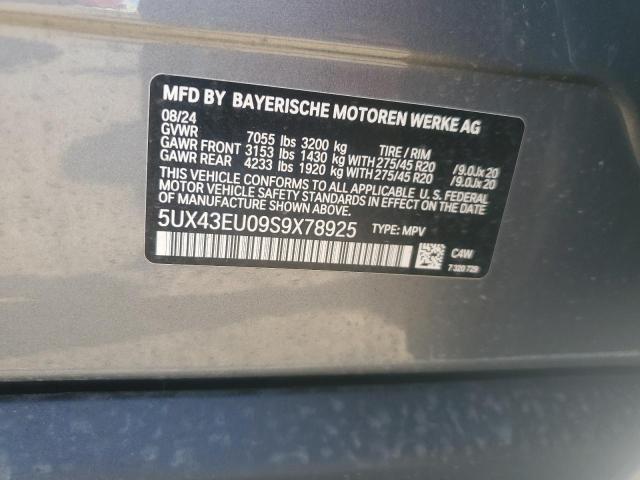 MFD BY BAYERISCHE MOTOREN WERKE AG
08/24
GVWR 7055 lbs 3200 kg TIRE / RIM
GAWR FRONT 3153 lbs 1430 kg WITH 275/45 R20 / 9.0Jx20
GAWR REAR 4233 lbs 1920 kg WITH 275/45 R20 / 9.0Jx20
THIS VEHICLE CONFORMS TO ALL APPLICABLE U.S. FEDERAL
MOTOR VEHICLE SAFETY STANDARDS IN EFFECT ON THE DATE
OF MANUFACTURE SHOWN ABOVE.
5UX43EU09S9X78925 TYPE: MPV
C4W
7 320 729